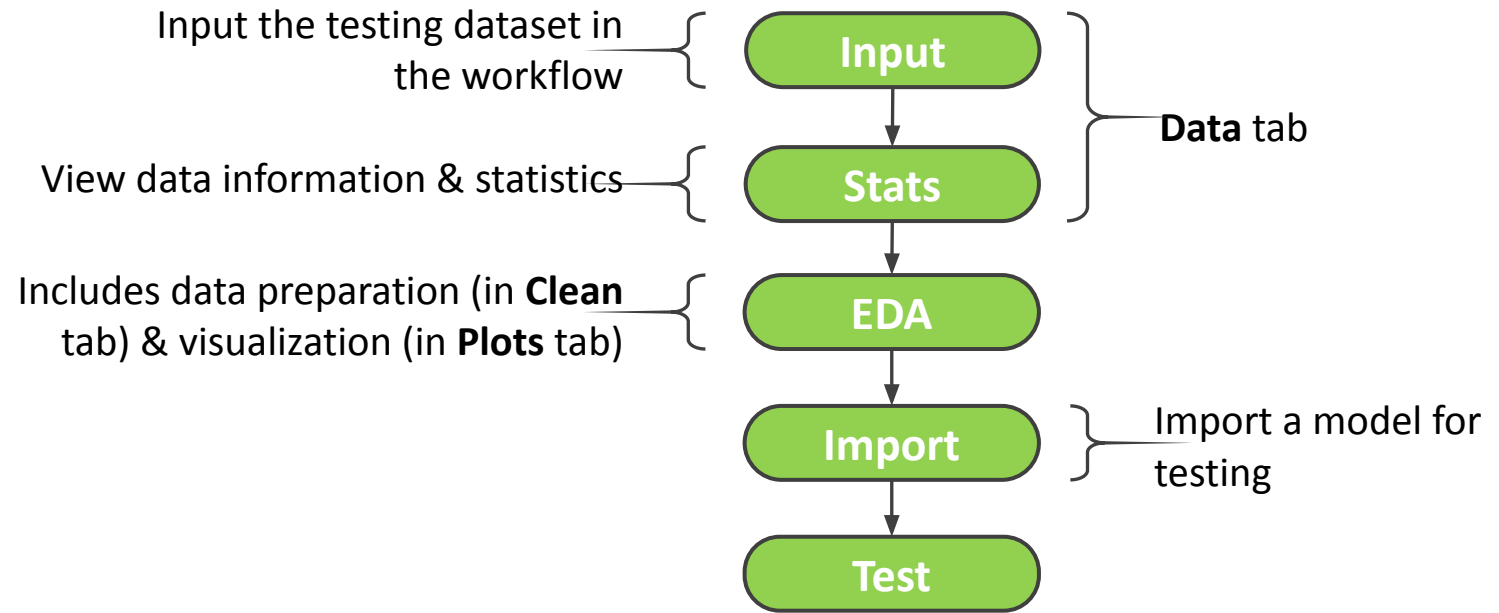 Input the testing dataset in
the workflow
Input
Data tab
View data information & statistics
Stats
Includes data preparation (in Clean
tab) & visualization (in Plots tab)
EDA
Import
Import a model for
testing
Test